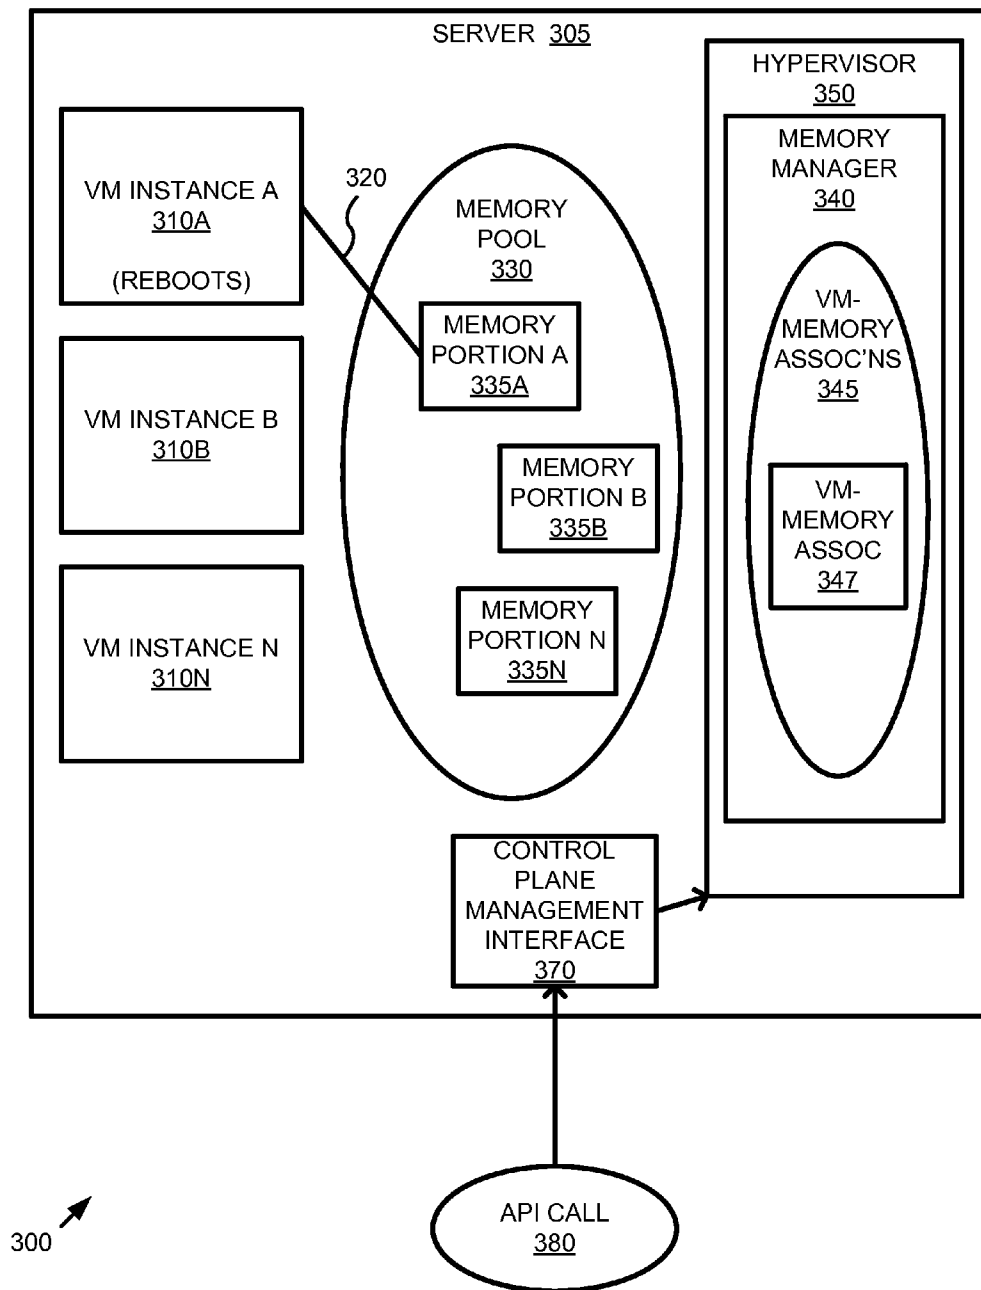 SERVER 305
VM INSTANCE A
310A
(REBOOTS)
VM INSTANCE B
310B
VM INSTANCE N
310N
320
MEMORY
POOL
330
MEMORY
PORTION A
335A
MEMORY
PORTION B
335B
MEMORY
PORTION N
335N
HYPERVISOR
350
MEMORY
MANAGER
340
VM-
MEMORY
ASSOC'NS
345
VM-
MEMORY
ASSOC
347
CONTROL
PLANE
MANAGEMENT
INTERFACE
370
API CALL
380
300